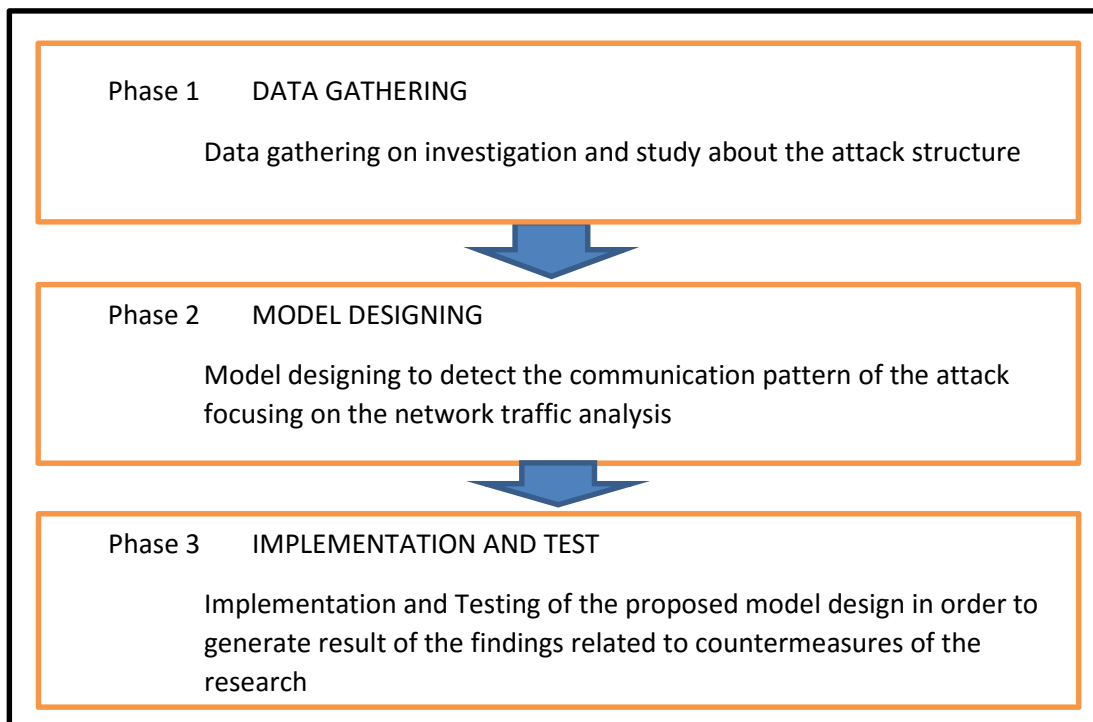 Phase 1 DATA GATHERING
Data gathering on investigation and study about the attack structure
Phase 2 MODEL DESIGNING
Model designing to detect the communication pattern of the attack
focusing on the network traffic analysis
Phase 3 IMPLEMENTATION AND TEST
Implementation and Testing of the proposed model design in order to
generate result of the findings related to countermeasures of the
research